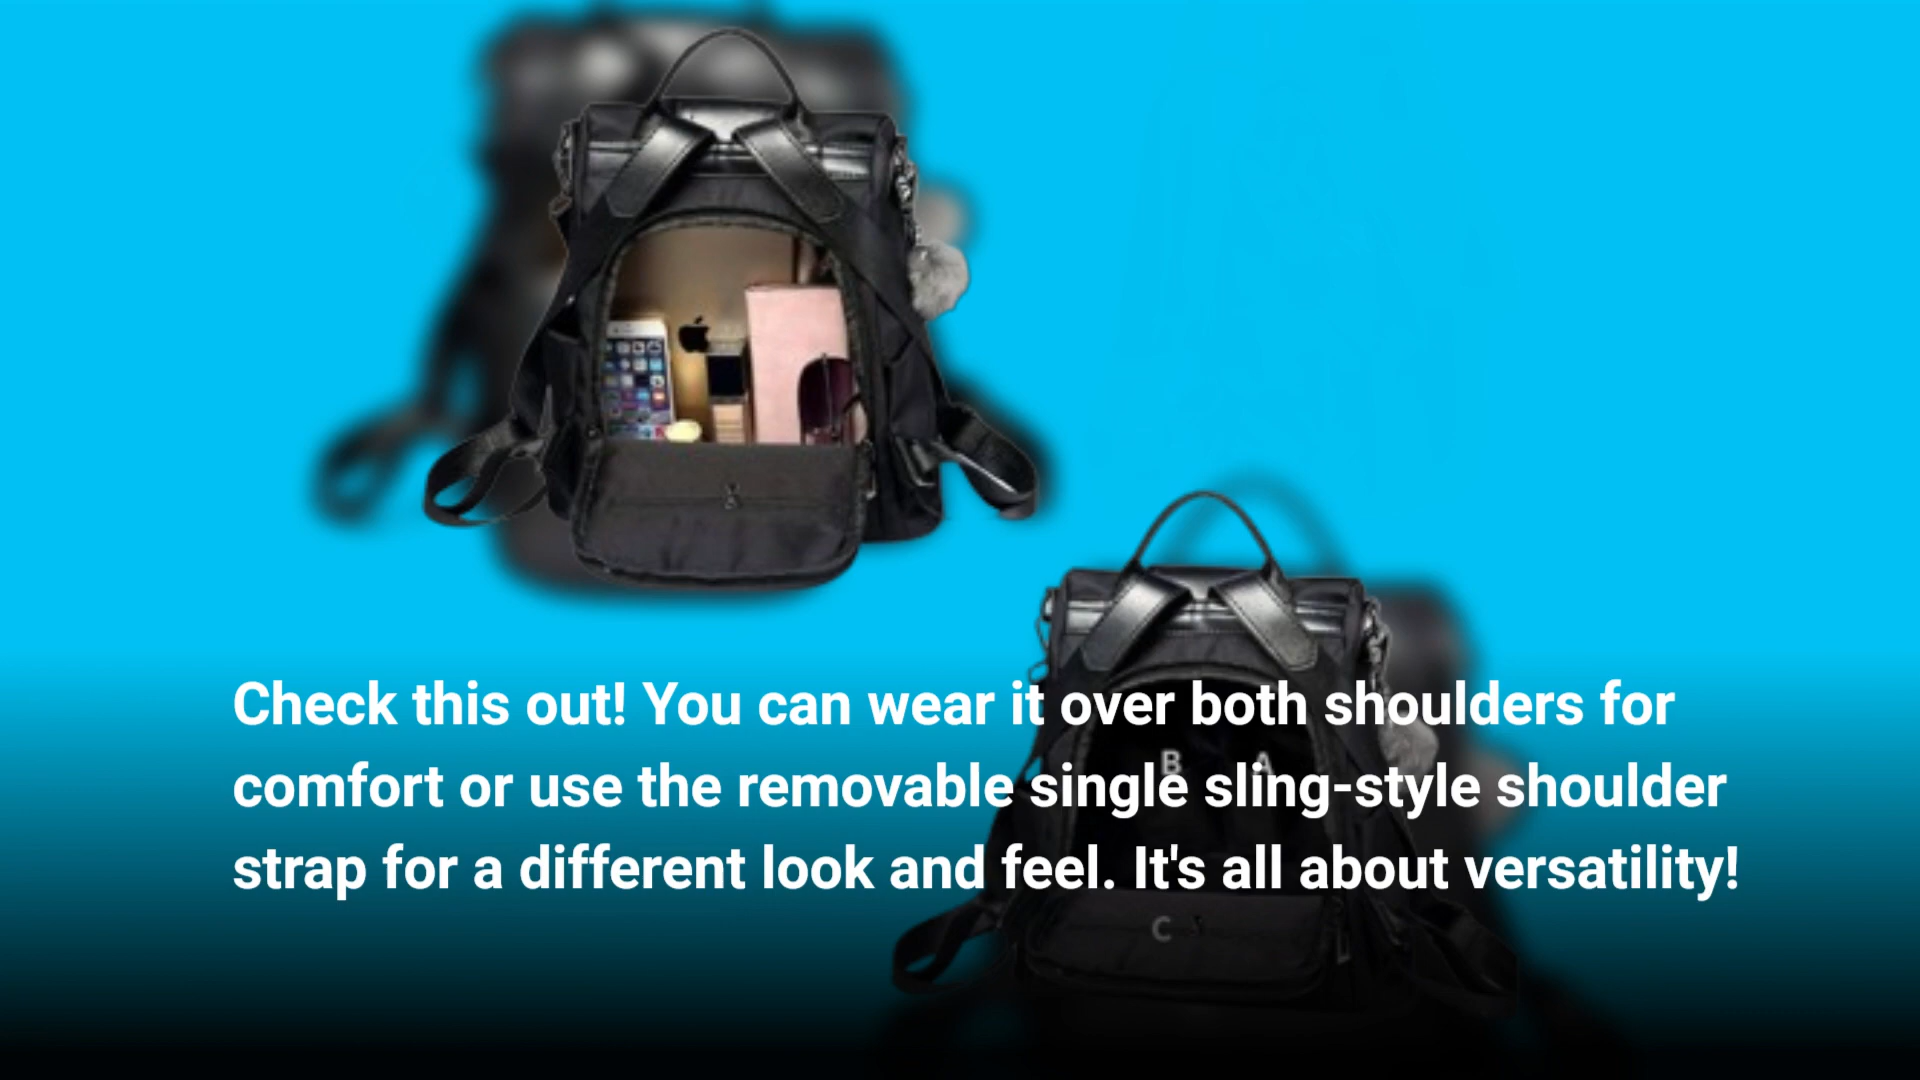 Check this out! You can wear it over both shoulders for
comfort or use the removable single sling-style shoulder
strap for a different look and feel. It's all about versatility!
B A
C